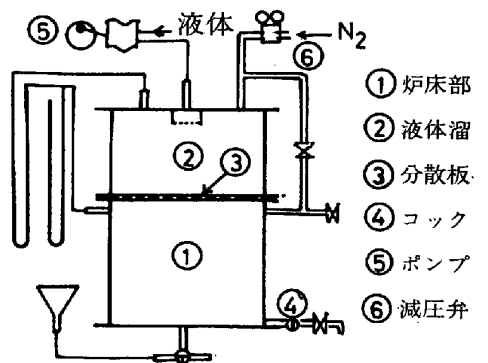 ⑤
液体
N₂
⑥
②
③
①
④
① 炉床部
② 液体溜
③ 分散板
④ コック
⑤ ポンプ
⑥ 減圧弁